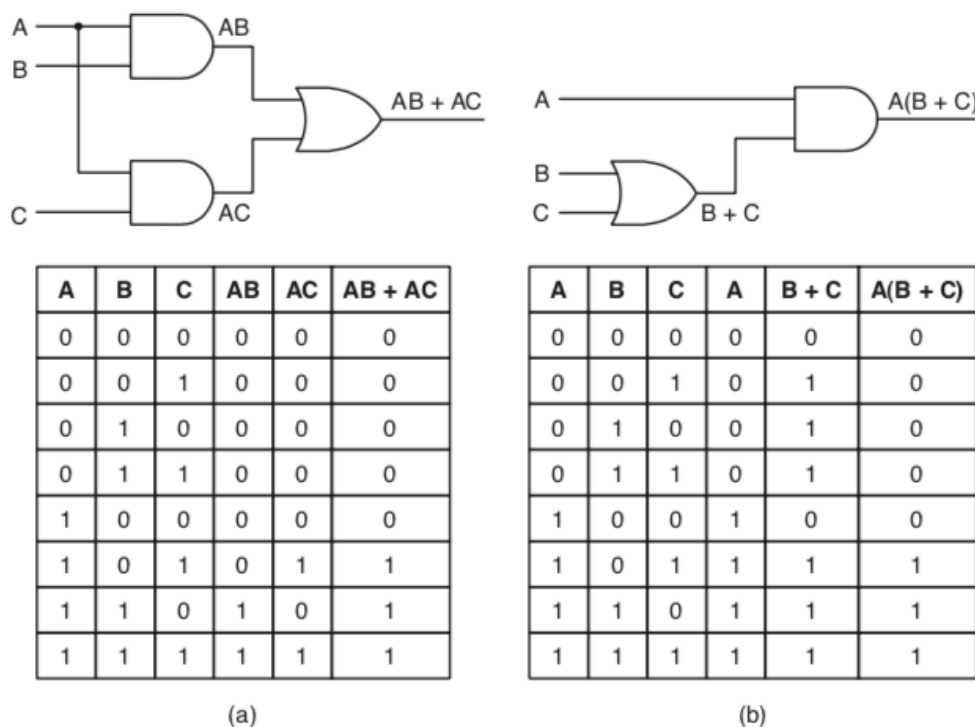 A
B
C
AB
AC
AB + AC
A
B
C
B + C
A(B + C)
A B C AB AC AB + AC
0 0 0 0 0 0
0 0 1 0 0 0
0 1 0 0 0 0
0 1 1 0 0 0
1 0 0 0 0 0
1 0 1 0 1 1
1 1 0 1 0 1
1 1 1 1 1 1
(a)
A B C A B + C A(B + C)
0 0 0 0 0 0
0 0 1 0 1 0
0 1 0 0 1 0
0 1 1 0 1 0
1 0 0 1 0 0
1 0 1 1 1 1
1 1 0 1 1 1
1 1 1 1 1 1
(b)